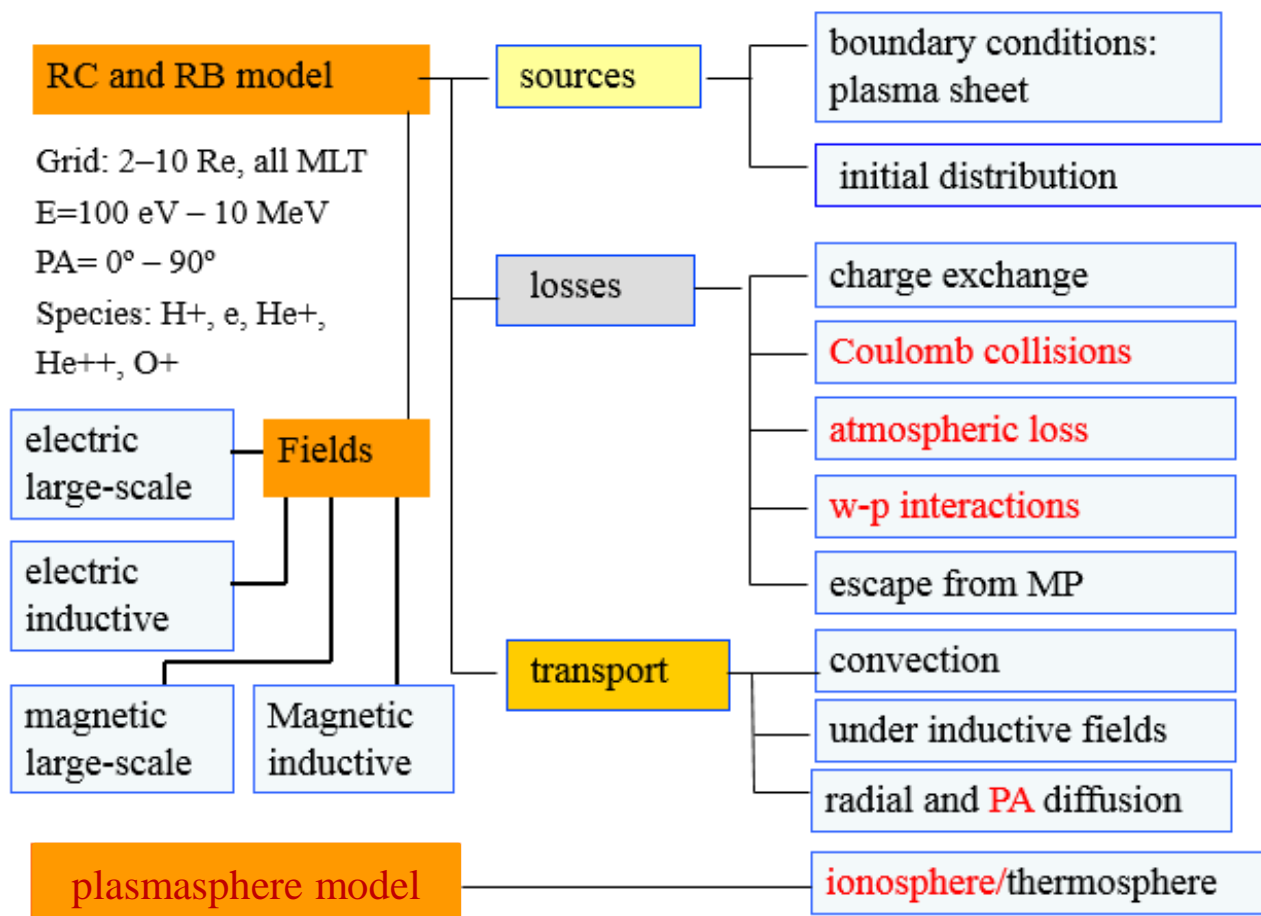 RC and RB model
Grid: 2–10 Re, all MLT
E=100 eV – 10 MeV
PA= 0º – 90º
Species: H+, e, He+,
He++, O+
Fields
electric
large-scale
electric
inductive
magnetic
large-scale
Magnetic
inductive
sources
boundary conditions:
plasma sheet
initial distribution
losses
charge exchange
Coulomb collisions
atmospheric loss
w-p interactions
escape from MP
transport
convection
under inductive fields
radial and PA diffusion
plasmasphere model
ionosphere/thermosphere